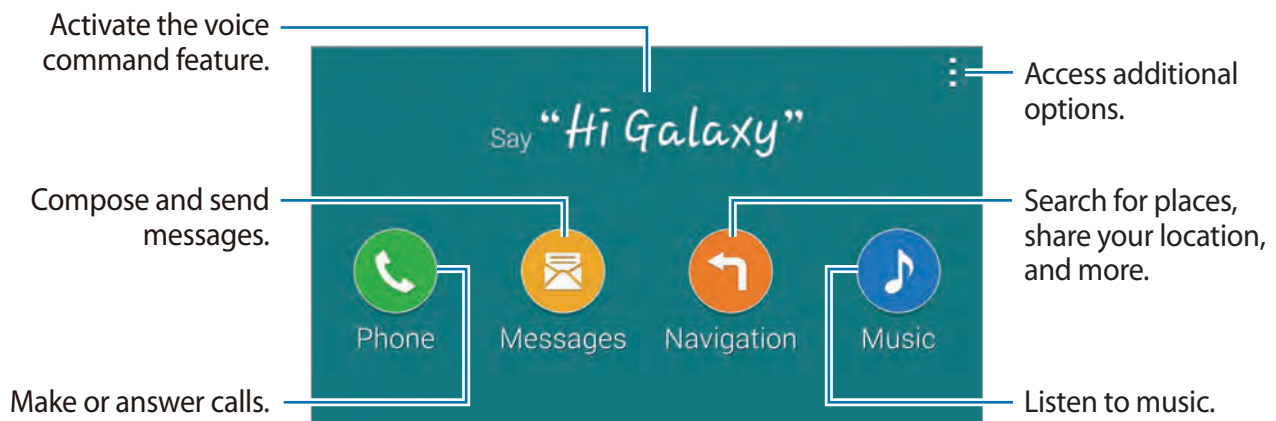 Activate the voice
command feature.
Access additional
options.
Say “Hi Galaxy”
Compose and send
messages.
Search for places,
share your location,
and more.
Phone
Messages
Navigation
Music
Make or answer calls.
Listen to music.